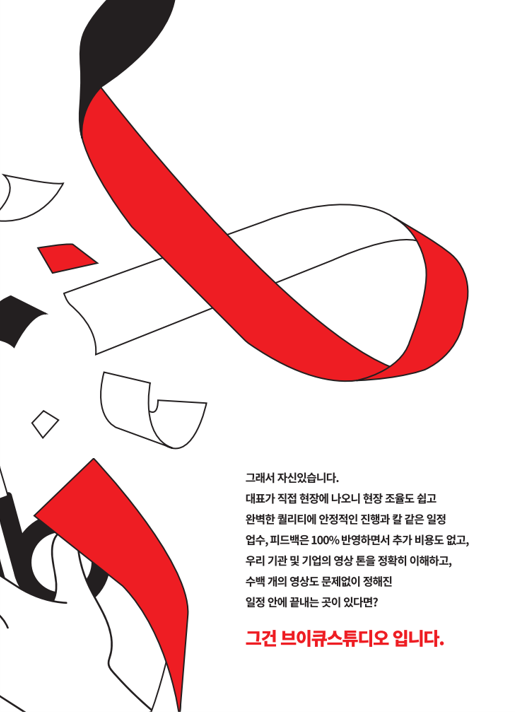 그래서 자신있습니다.
대표가 직접 현장에 나오니 현장 조율도 쉽고
완벽한 퀄리티에 안정적인 진행과 칼 같은 일정
업수, 피드백은 100% 반영하면서 추가 비용도 없고,
우리 기관 및 기업의 영상 톤을 정확히 이해하고,
수백 개의 영상도 문제없이 정해진
일정 안에 끝내는 곳이 있다면?
그건 브이큐스튜디오 입니다.